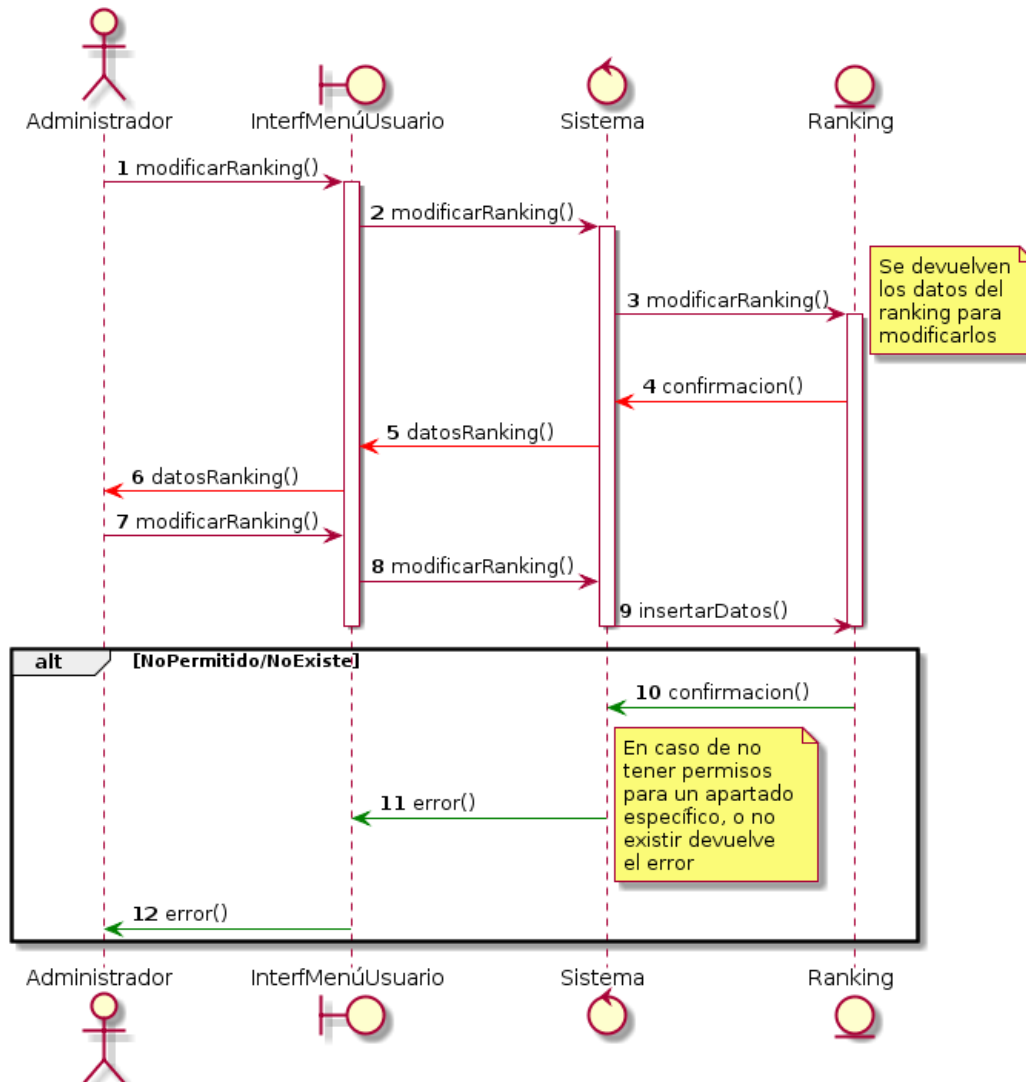 Administrador
InterfMenúUsuario
Sistema
Ranking
1 modificarRanking()
2 modificarRanking()
Se devuelven
los datos del
ranking para
modificarlos
3 modificarRanking()
4 confirmacion()
5 datosRanking()
6 datosRanking()
7 modificarRanking()
8 modificarRanking()
9 insertarDatos()
alt [NoPermitido/NoExiste]
10 confirmacion()
En caso de no
tener permisos
para un apartado
específico, o no
existir devuelve
el error
11 error()
12 error()
Administrador
InterfMenúUsuario
Sistema
Ranking